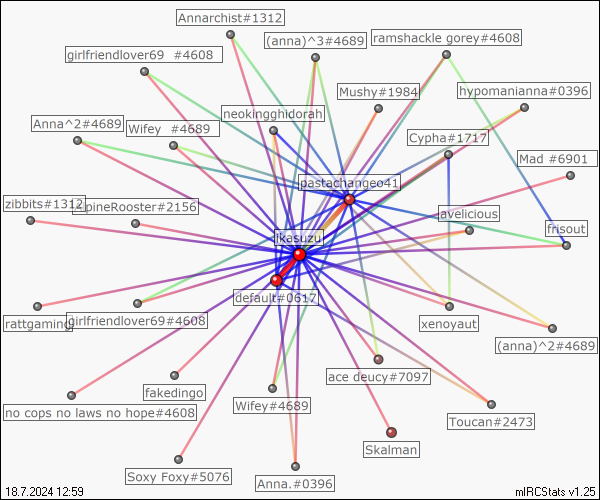 Annarchist#1312
(anna)^3#4689
ramshackle gorey#4608
girlfriendlover69 #4608
Mushy#1984
hypomanianna#0396
neokingghidorah
Anna^2#4689
Wifey #4689
Cypha#1717
Mad #6901
pastachangeo41
zibbits#1312
pineRooster#2156
avelicious
frisout
ikasuzu
default#0617
rattgaming
girlfriendlover69#4608
xenoyaut
(anna)^2#4689
ace deucy#7097
fakedingo
no cops no laws no hope#4608
Wifey#4689
Toucan#2473
Skalman
Soxy Foxy#5076
Anna.#0396
18.7.2024 12:59
mIRCStats v1.25